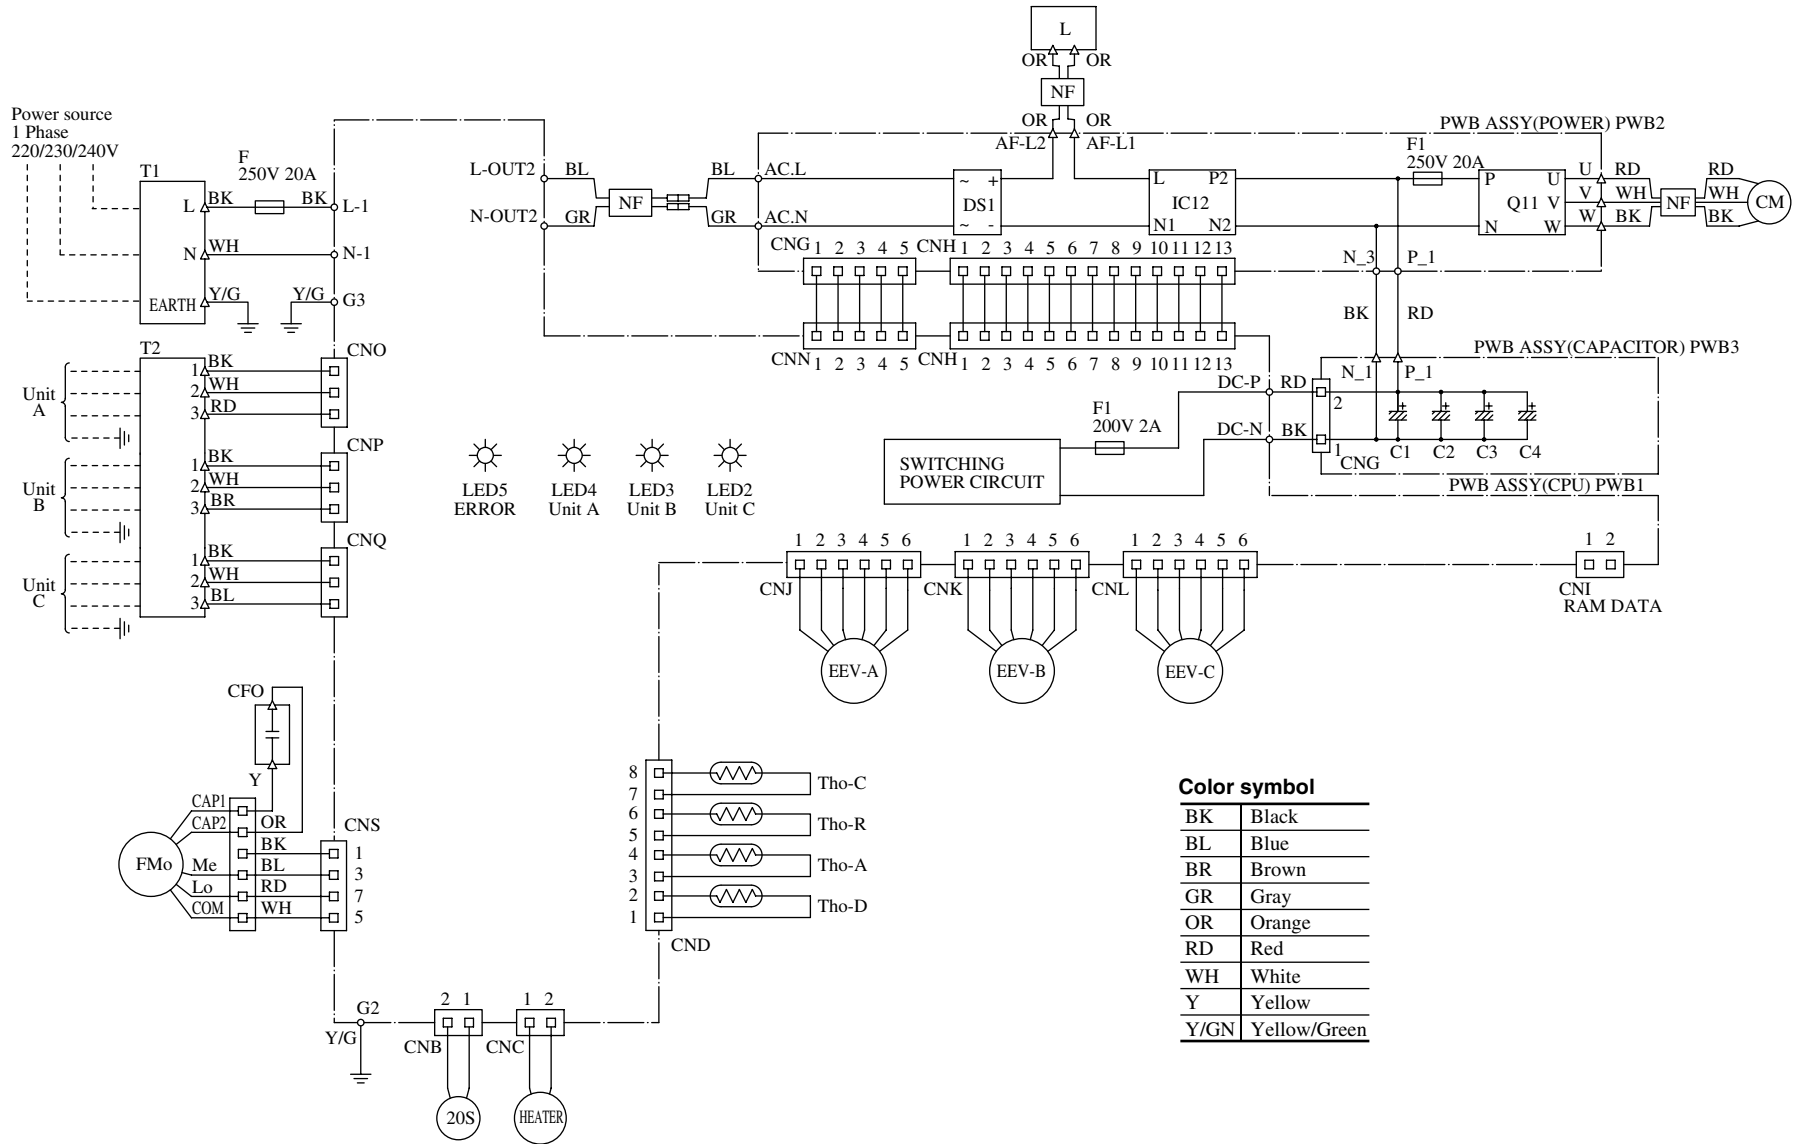 L
OR OR
NF
OR OR
AF-L2 AF-L1
PWB ASSY(POWER) PWB2
Power source
1 Phase
220/230/240V
T1
F
250V 20A
L BK BK L-1
N WH N-1
EARTH Y/G Y/G G3
L-OUT2 BL NF BL AC.L
N-OUT2 GR GR AC.N
~ +
DS1
~ -
L P2
IC12
N1 N2
F1
250V 20A
P U
Q11 V
N W
U RD RD
V WH NF WH CM
W BK BK
CNG 1 2 3 4 5 CNH 1 2 3 4 5 6 7 8 9 10 11 12 13
N_3 P_1
BK RD
CNN 1 2 3 4 5 CNH 1 2 3 4 5 6 7 8 9 10 11 12 13
PWB ASSY(CAPACITOR) PWB3
N_1 P_1
DC-P RD 2
+ + + +
DC-N BK 1
CNG
C1 C2 C3 C4
F1
200V 2A
SWITCHING
POWER CIRCUIT
PWB ASSY(CPU) PWB1
T2
CNO
Unit
A
1 BK
2 WH
3 RD
CNP
Unit
B
1 BK
2 WH
3 BR
CNQ
Unit
C
1 BK
2 WH
3 BL
LED5
ERROR
LED4
Unit A
LED3
Unit B
LED2
Unit C
1 2 3 4 5 6
CNJ
EEV-A
1 2 3 4 5 6
CNK
EEV-B
1 2 3 4 5 6
CNL
EEV-C
1 2
CNI
RAM DATA
CFO
Y
CAP1
CAP2 OR
CNS
FMo
BK 1
Me BL 3
Lo RD 7
COM WH 5
8
7
Tho-C
6
5
Tho-R
4
3
Tho-A
2
1
Tho-D
CND
G2
Y/G
2 1
CNB
20S
1 2
CNC
HEATER
Color symbol
BK Black
BL Blue
BR Brown
GR Gray
OR Orange
RD Red
WH White
Y Yellow
Y/GN Yellow/Green